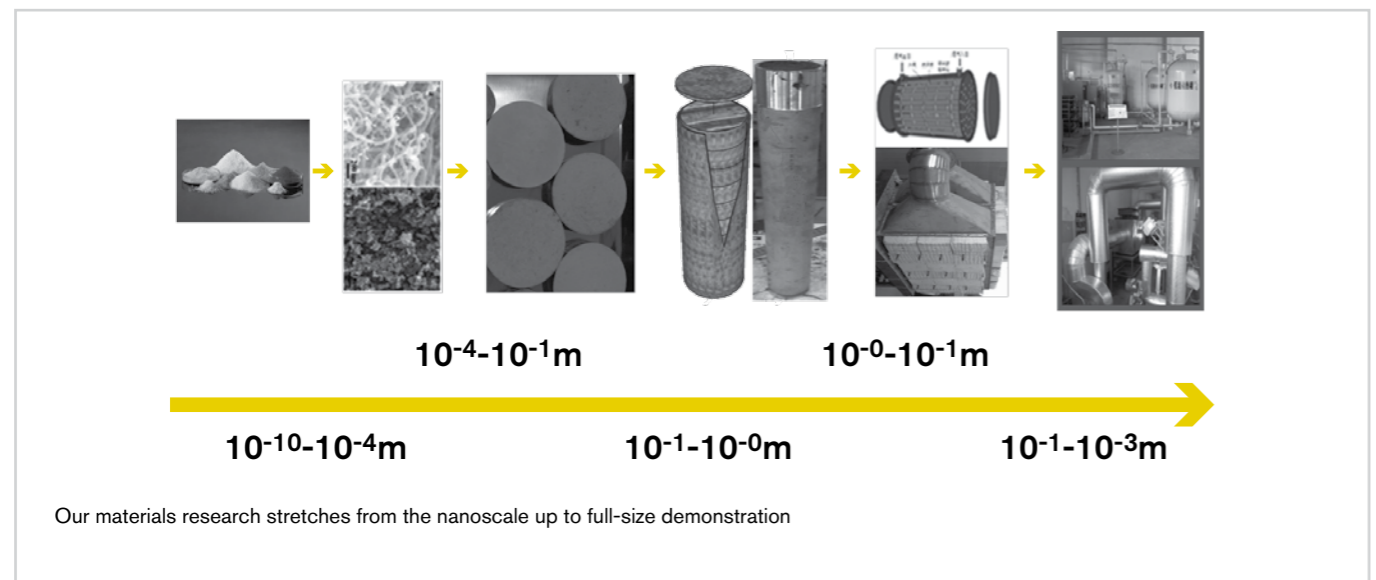 10⁻⁴-10⁻¹m
10⁻⁰-10⁻¹m
10⁻¹⁰-10⁻⁴m
10⁻¹-10⁻⁰m
10⁻¹-10⁻³m
Our materials research stretches from the nanoscale up to full-size demonstration